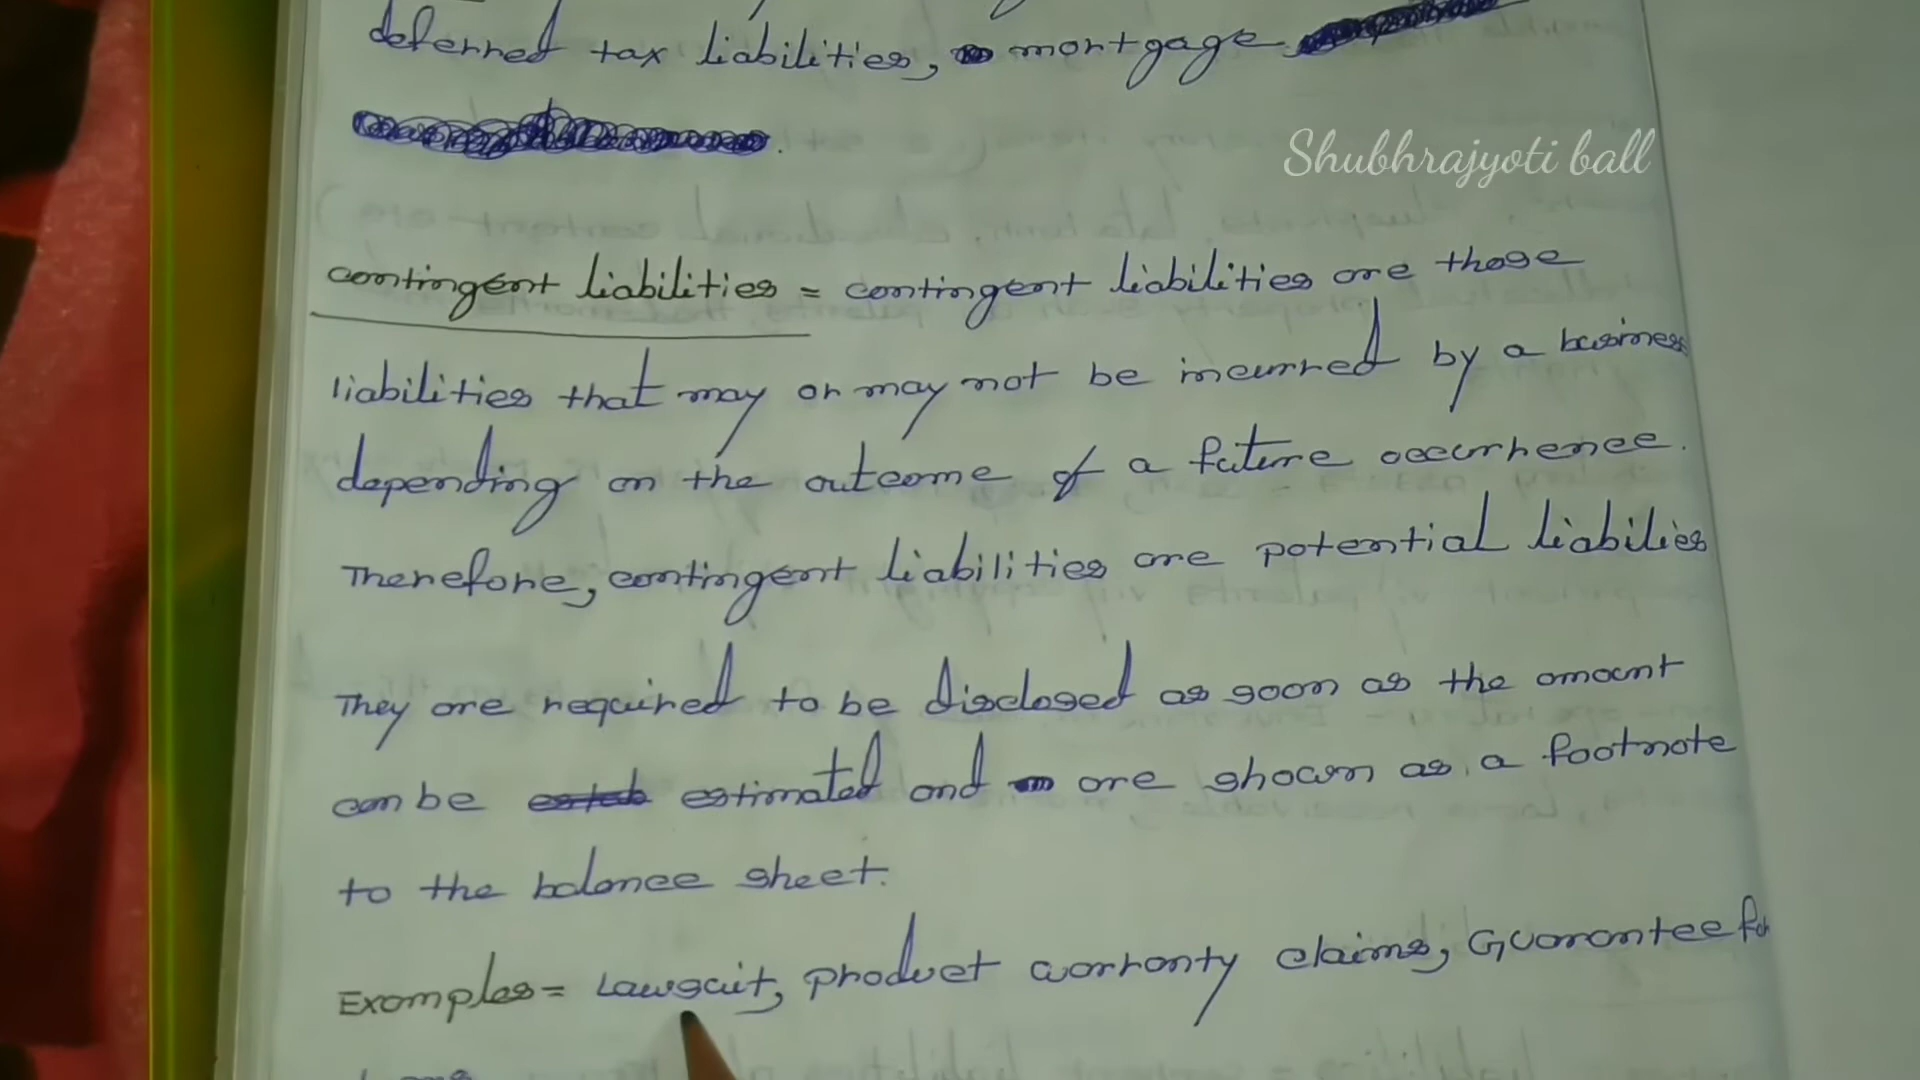 deferred tax liabilities, mortgage
Shubhrajyoti ball
contingent liabilities = contingent liabilities are those
liabilities that may or may not be incurred by a business
depending on the outcome of a future occurrence.
Therefore, contingent liabilities are potential liabilies
They are required to be disclosed as soon as the amount
can be estimated and are shown as a footnote
to the balance sheet.
Examples = Lawsuit, product warranty claims, Guarantee for